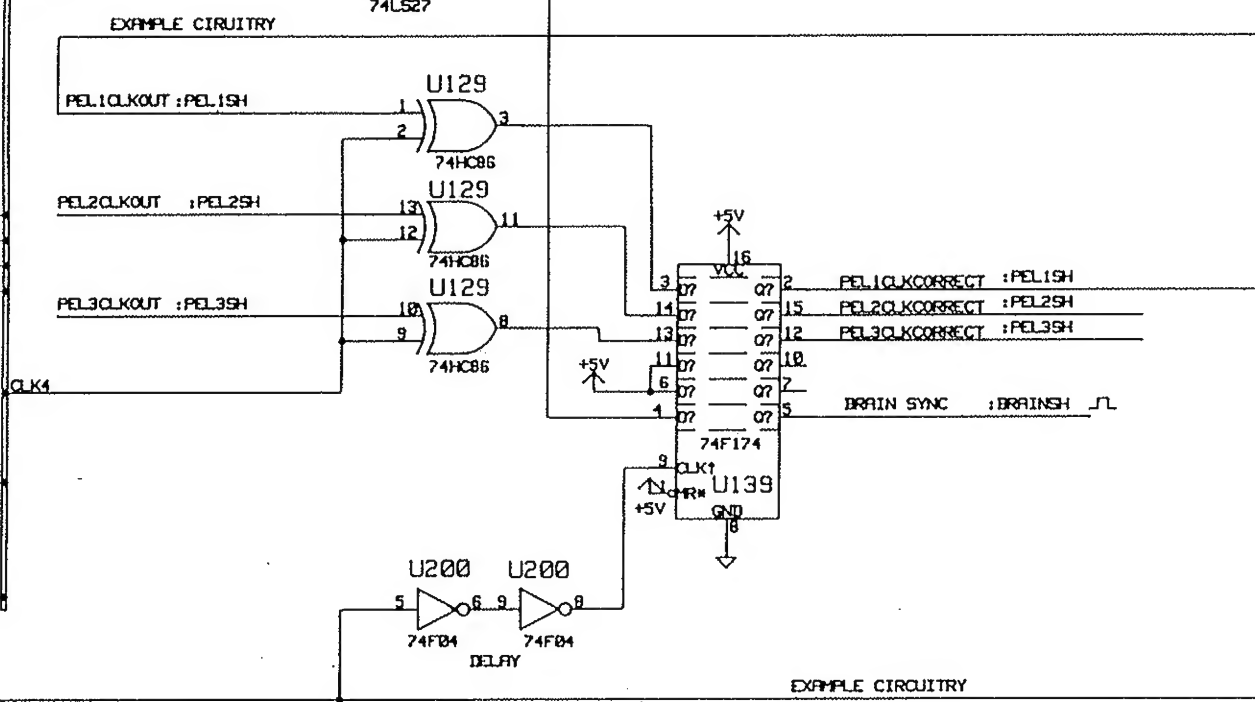 74LS27
EXAMPLE CIRUITRY
U129
PEL1CLKOUT :PEL1SH
1
3
2
74HC86
U129
PEL2CLKOUT :PEL2SH
13
11
12
74HC86
+5V
16
VCC
U129
3 D? Q? 2 PEL1CLKCORRECT :PEL1SH
PEL3CLKOUT :PEL3SH
10
14 D? Q? 15 PEL2CLKCORRECT :PEL2SH
8
9
13 D? Q? 12 PEL3CLKCORRECT :PEL3SH
74HC86
+5V
11 D? Q? 10
CLK4
6 D? Q? 7
4 D? Q? 5 BRAIN SYNC :BRAINSH
74F174
9 CLK↑
U139
MR*
+5V
GND
8
U200 U200
5 6 9 8
74F04 74F04
DELAY
EXAMPLE CIRCUITRY